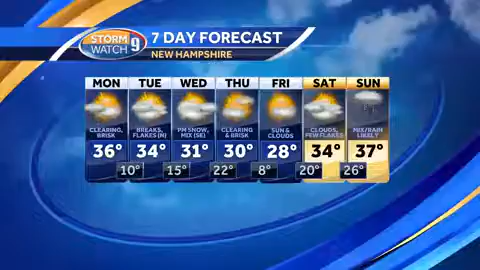 STORM
WATCH 9
7 DAY FORECAST
NEW HAMPSHIRE
MON TUE WED THU FRI SAT SUN
CLEARING, BRISK
BREAKS, FLAKES (N)
PM SNOW, MIX (SE)
CLEARING & BRISK
SUN & CLOUDS
CLOUDS, FEW FLAKES
MIX/RAIN LIKELY
36° 34° 31° 30° 28° 34° 37°
10° 15° 22° 8° 20° 26°